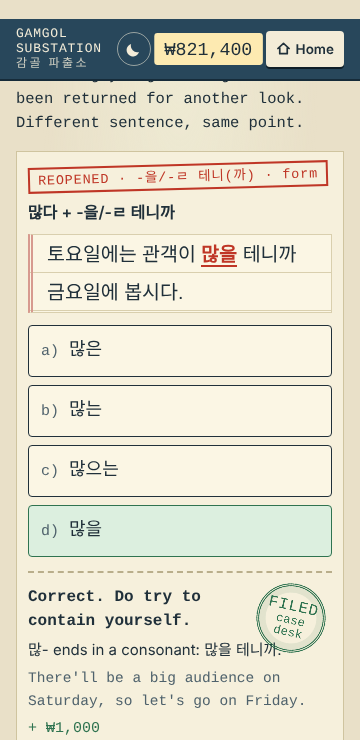 GAMGOL
SUBSTATION
감골 파출소
₩821,400
Home
been returned for another look.
Different sentence, same point.
REOPENED · -을/-ㄹ 테니(까) · form
많다 + -을/-ㄹ 테니까
토요일에는 관객이 많을 테니까
금요일에 봅시다.
a) 많은
b) 많는
c) 많으는
d) 많을
Correct. Do try to
contain yourself.
FILED
case
desk
많- ends in a consonant: 많을 테니까.
There'll be a big audience on
Saturday, so let's go on Friday.
+ ₩1,000